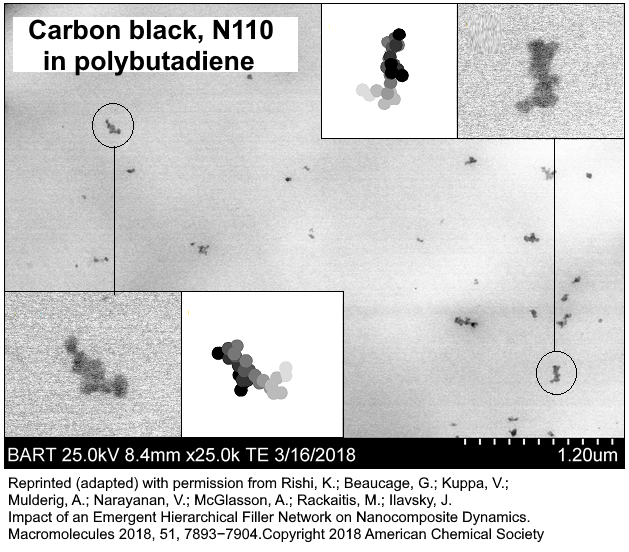 Carbon black, N110
in polybutadiene
BART 25.0kV 8.4mm x25.0k TE 3/16/2018
1.20um
Reprinted (adapted) with permission from Rishi, K.; Beaucage, G.; Kuppa, V.;
Mulderig, A.; Narayanan, V.; McGlasson, A.; Rackaitis, M.; Ilavsky, J.
Impact of an Emergent Hierarchical Filler Network on Nanocomposite Dynamics.
Macromolecules 2018, 51, 7893−7904.Copyright 2018 American Chemical Society